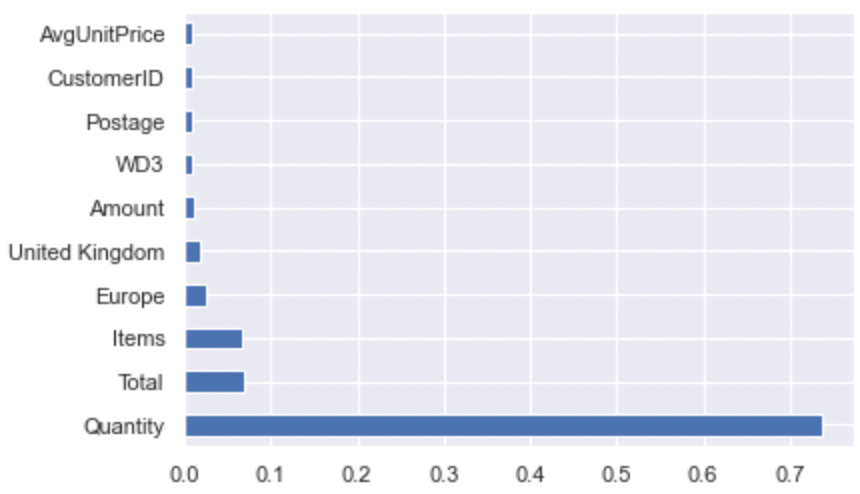 AvgUnitPrice
CustomerID
Postage
WD3
Amount
United Kingdom
Europe
Items
Total
Quantity
0.0 0.1 0.2 0.3 0.4 0.5 0.6 0.7